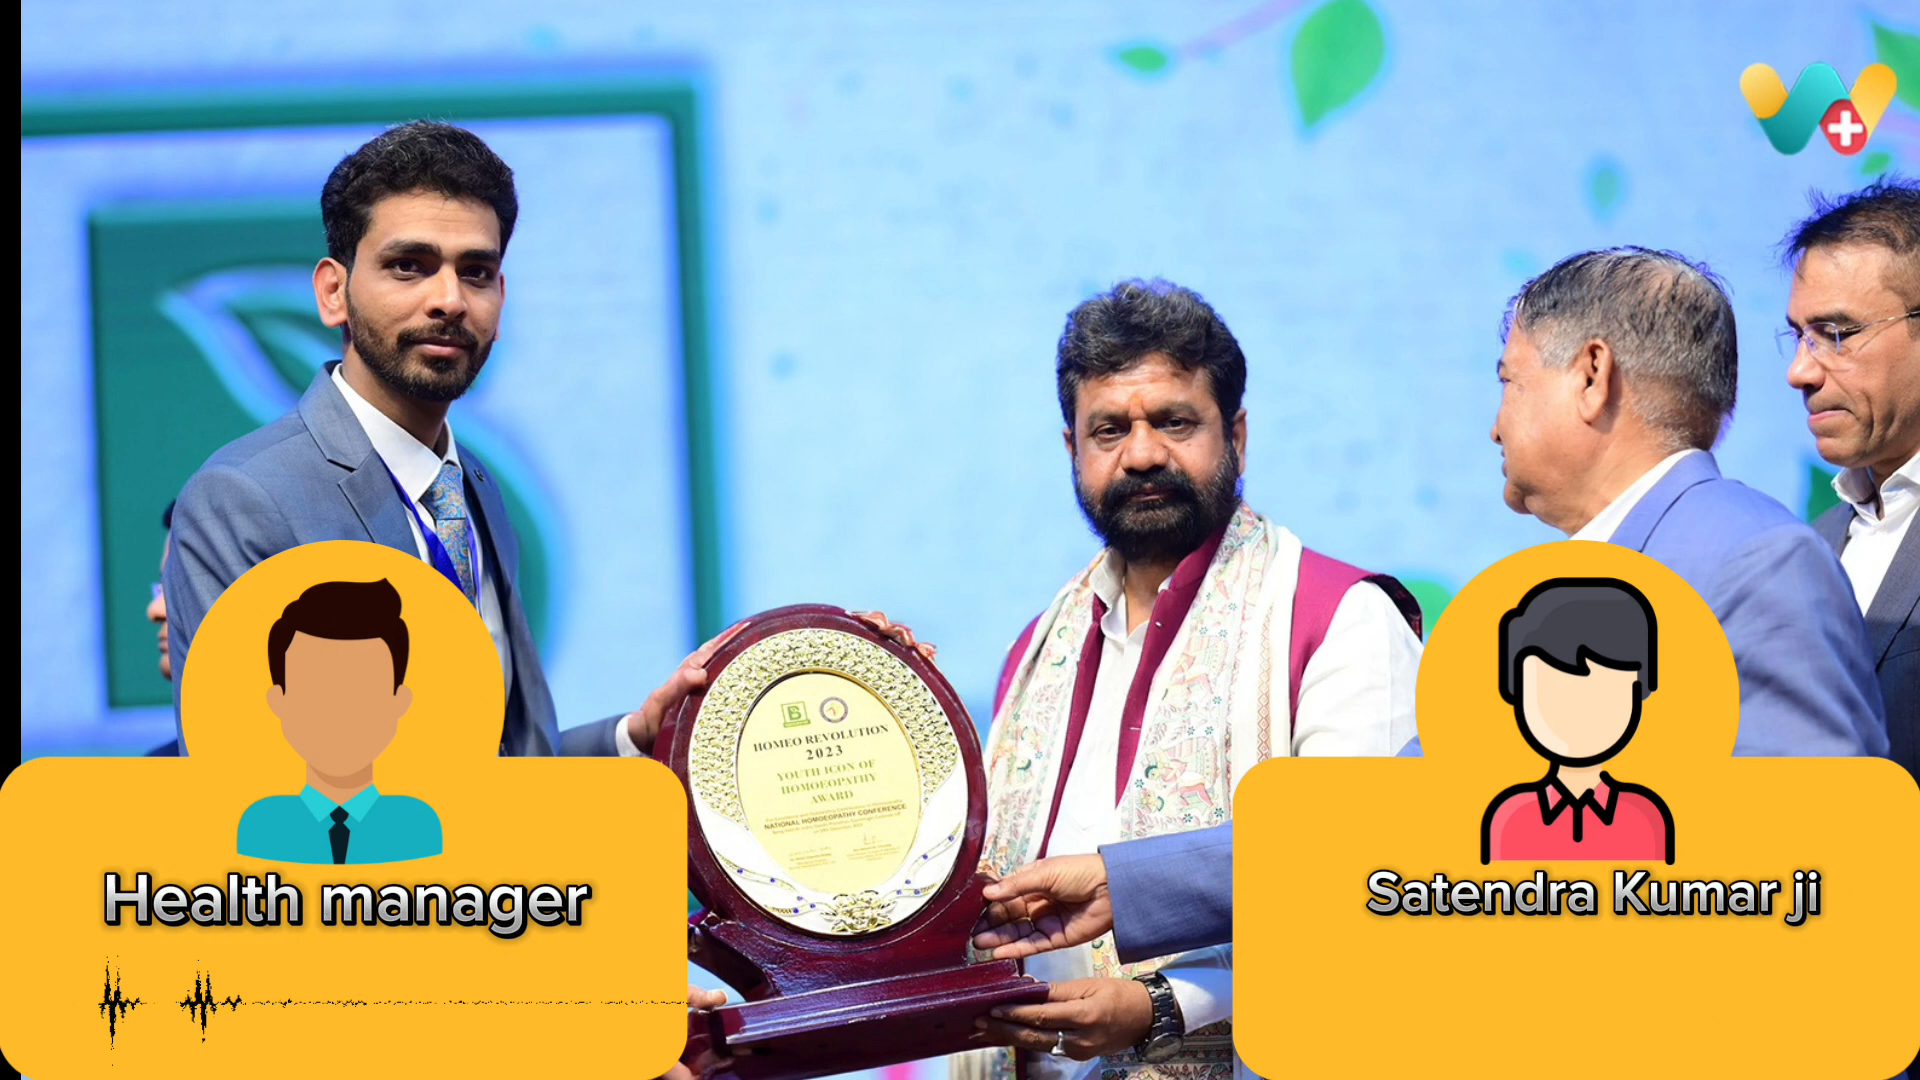 B
HOMEO REVOLUTION
2023
YOUTH ICON OF
HOMOEOPATHY
AWARD
NATIONAL HOMOEOPATHY CONFERENCE
Health manager
Satendra Kumar ji